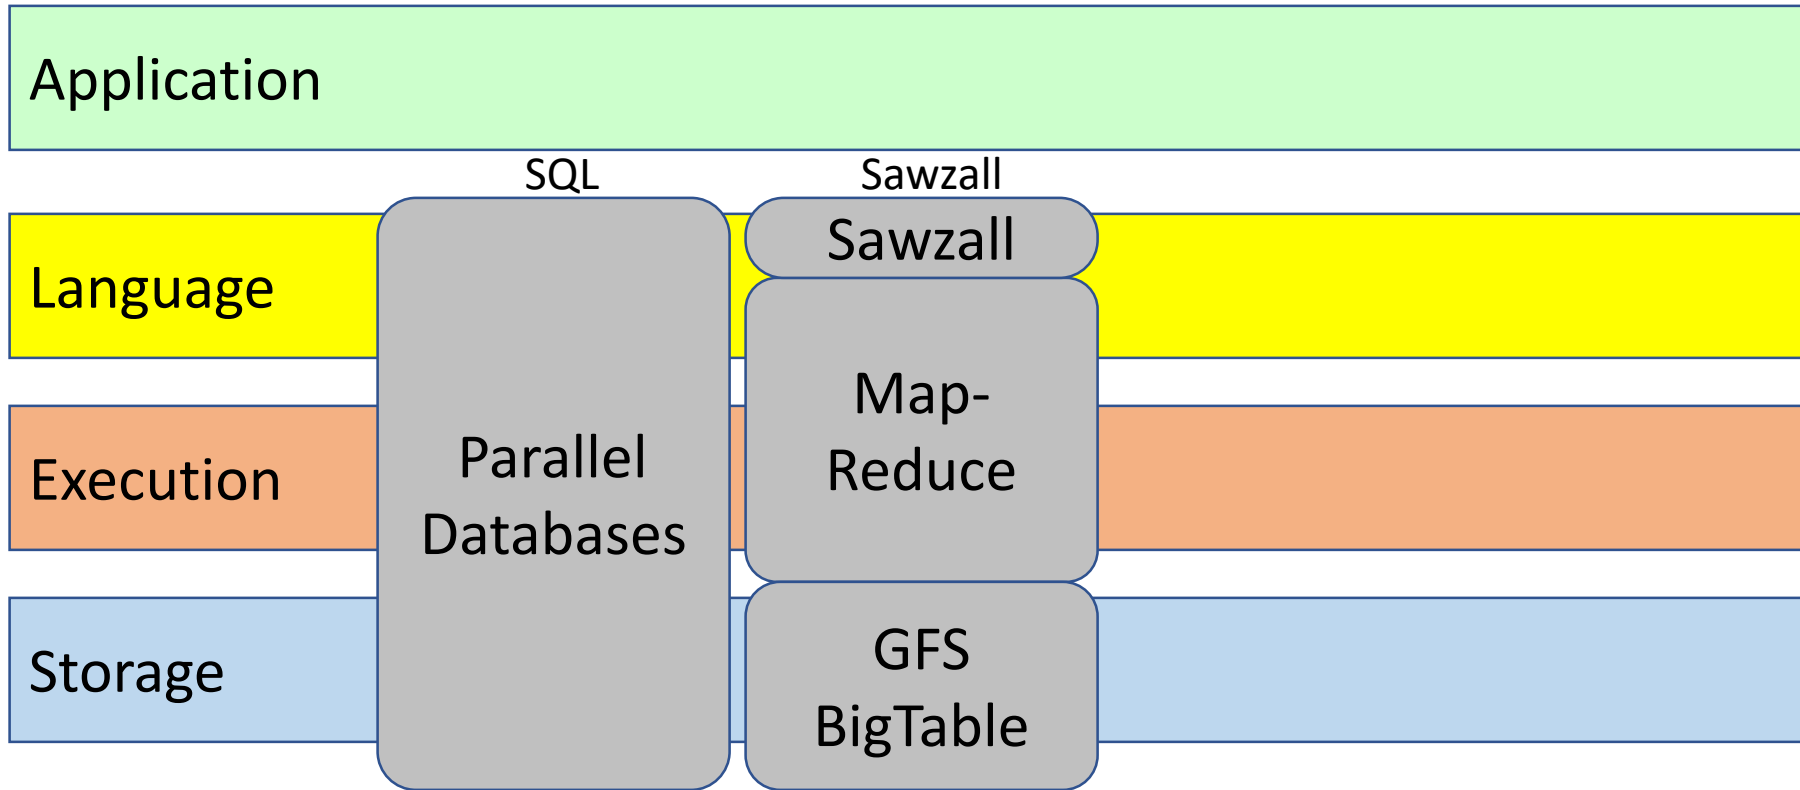 Application
SQL
Sawzall
Sawzall
Language
Map-
Reduce
Parallel
Databases
Execution
GFS
BigTable
Storage